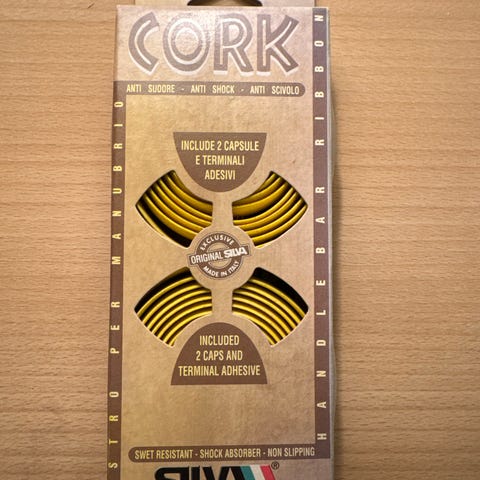 CORK
ANTI SUDORE - ANTI SHOCK - ANTI SCIVOLO
INCLUDE 2 CAPSULE
E TERMINALI
ADESIVI
STRO PER MANUBRIO
HANDLEBAR RIBBON
EXCLUSIVE
ORIGINAL SILVA
MADE IN ITALY
INCLUDED
2 CAPS AND
TERMINAL ADHESIVE
SWET RESISTANT - SHOCK ABSORBER - NON SLIPPING
SILVA ®